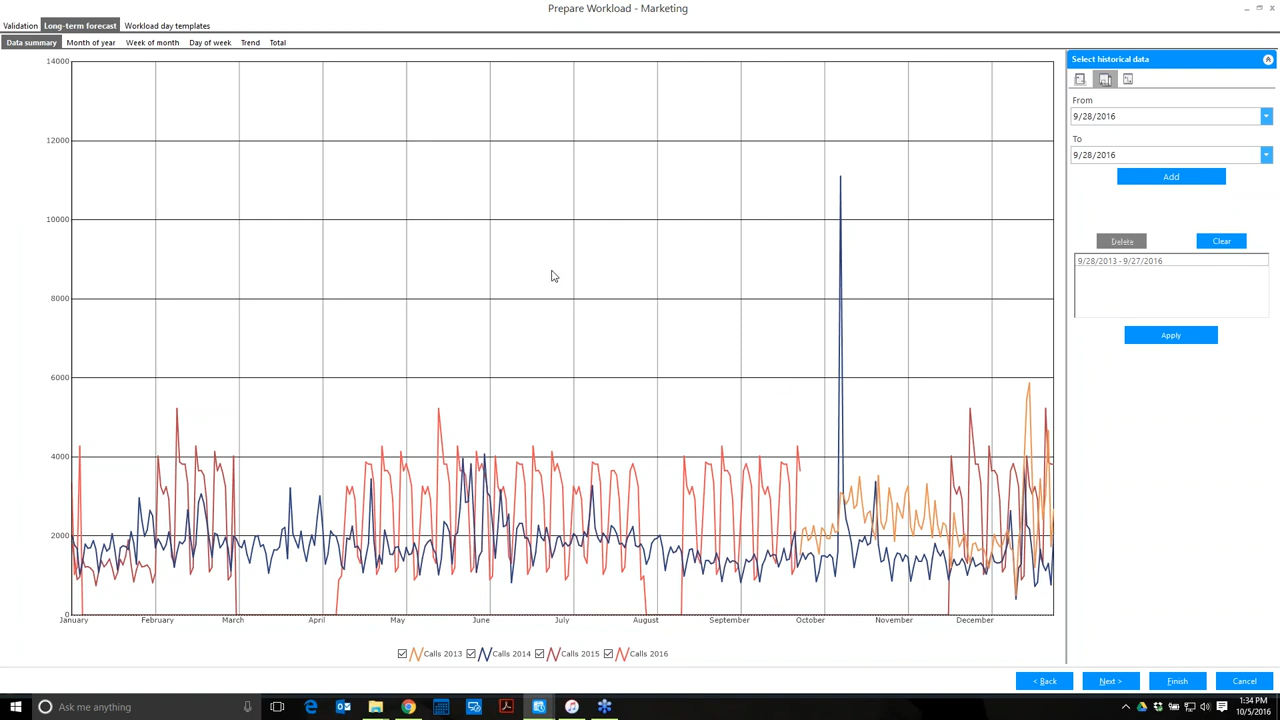 Prepare Workload - Marketing
Validation Long-term forecast Workload day templates
Data summary Month of year Week of month Day of week Trend Total
14000
12000
10000
8000
6000
4000
2000
0
January February March April May June July August September October November December
Calls 2013 Calls 2014 Calls 2015 Calls 2016
Select historical data
From
9/28/2016
To
9/28/2016
Add
Delete Clear
9/28/2013 - 9/27/2016
Apply
< Back Next > Finish Cancel
Ask me anything
1:34 PM
10/5/2016